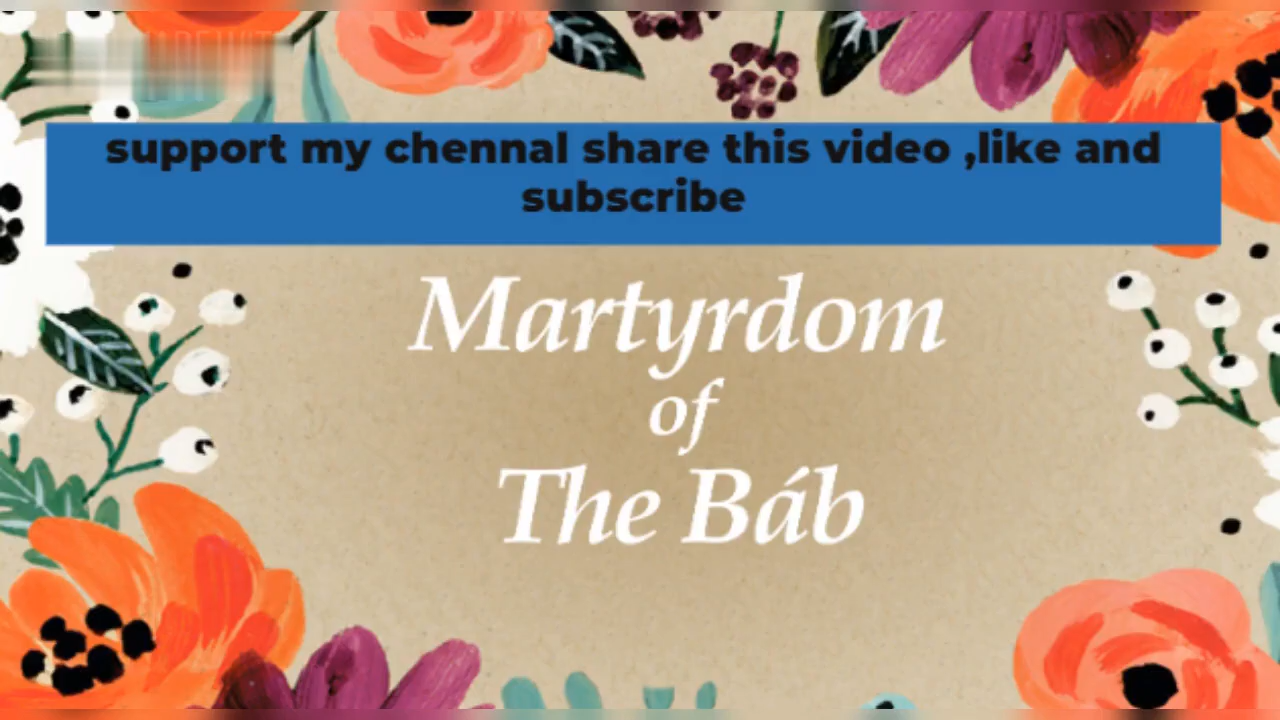 support my chennal share this video ,like and
subscribe
Martyrdom
of
The Báb